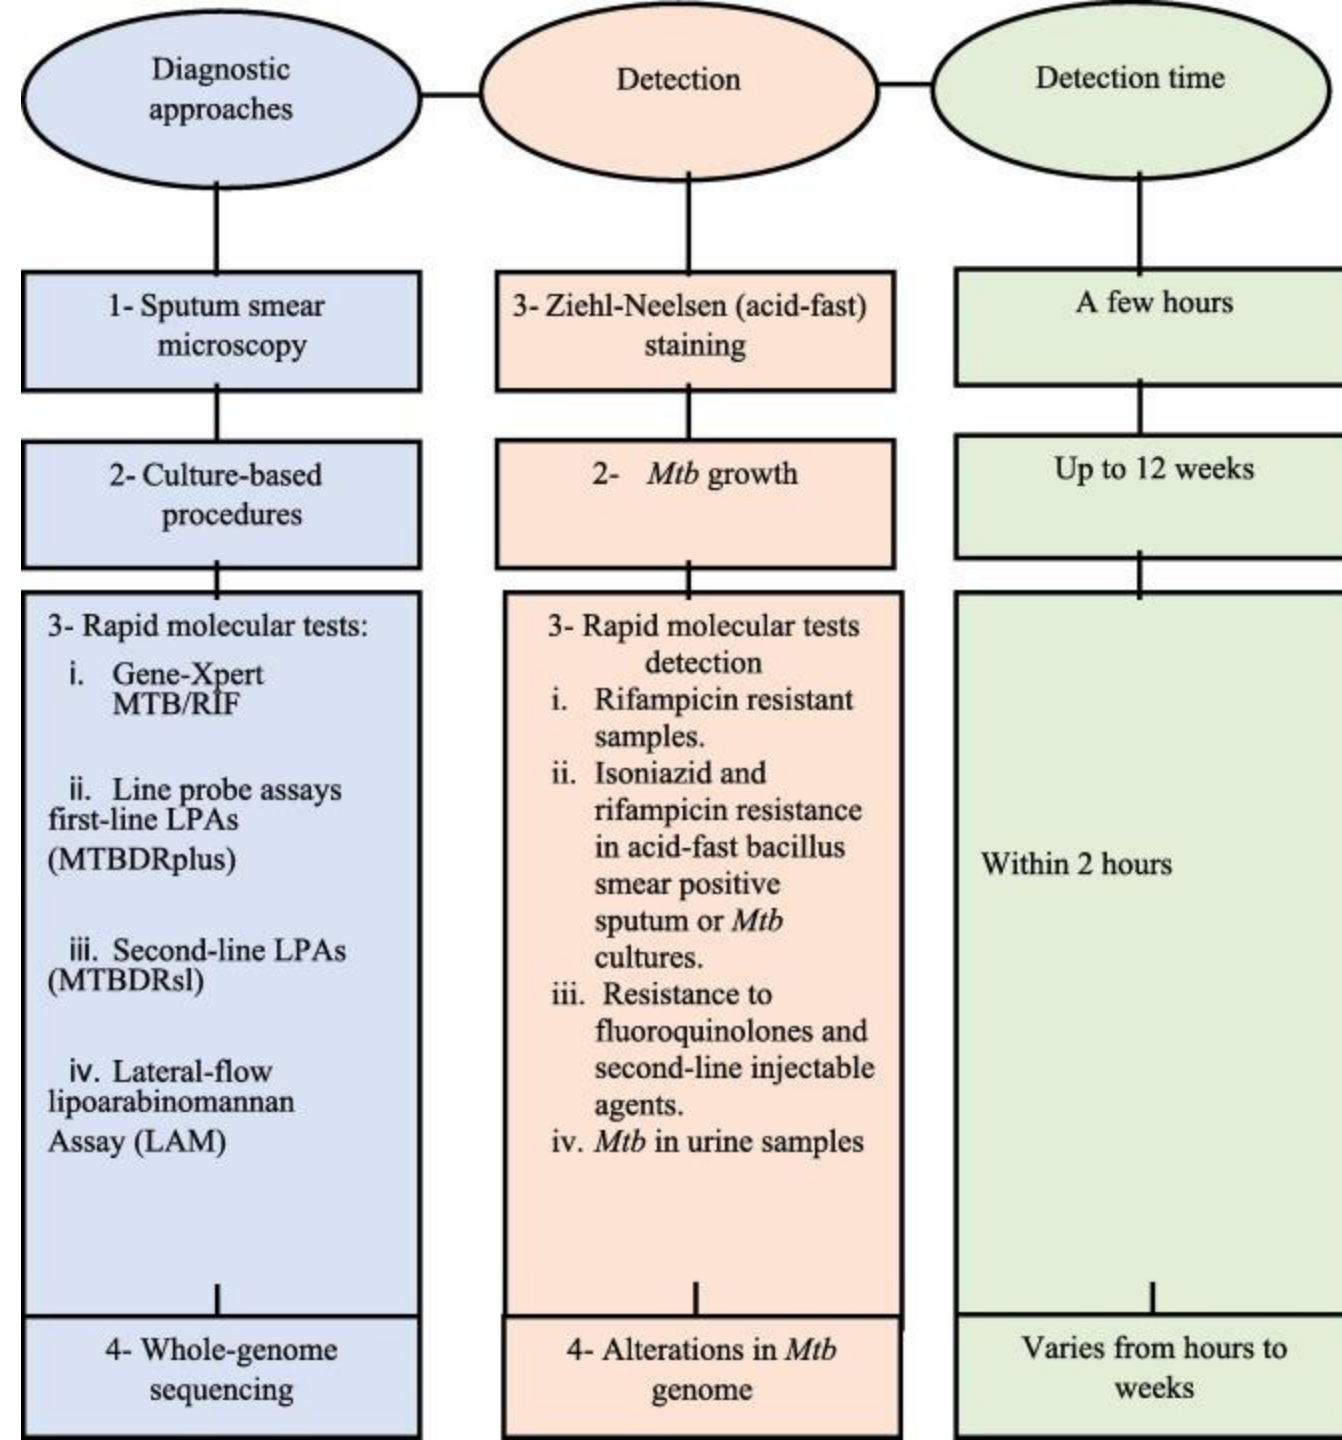 Diagnostic
approaches
Detection
Detection time
1- Sputum smear
microscopy
3- Ziehl-Neelsen (acid-fast)
staining
A few hours
2- Culture-based
procedures
2- Mtb growth
Up to 12 weeks
3- Rapid molecular tests:
i. Gene-Xpert
MTB/RIF
ii. Line probe assays
first-line LPAs
(MTBDRplus)
iii. Second-line LPAs
(MTBDRsl)
iv. Lateral-flow
lipoarabinomannan
Assay (LAM)
3- Rapid molecular tests
detection
i. Rifampicin resistant
samples.
ii. Isoniazid and
rifampicin resistance
in acid-fast bacillus
smear positive
sputum or Mtb
cultures.
iii. Resistance to
fluoroquinolones and
second-line injectable
agents.
iv. Mtb in urine samples
Within 2 hours
4- Whole-genome
sequencing
4- Alterations in Mtb
genome
Varies from hours to
weeks